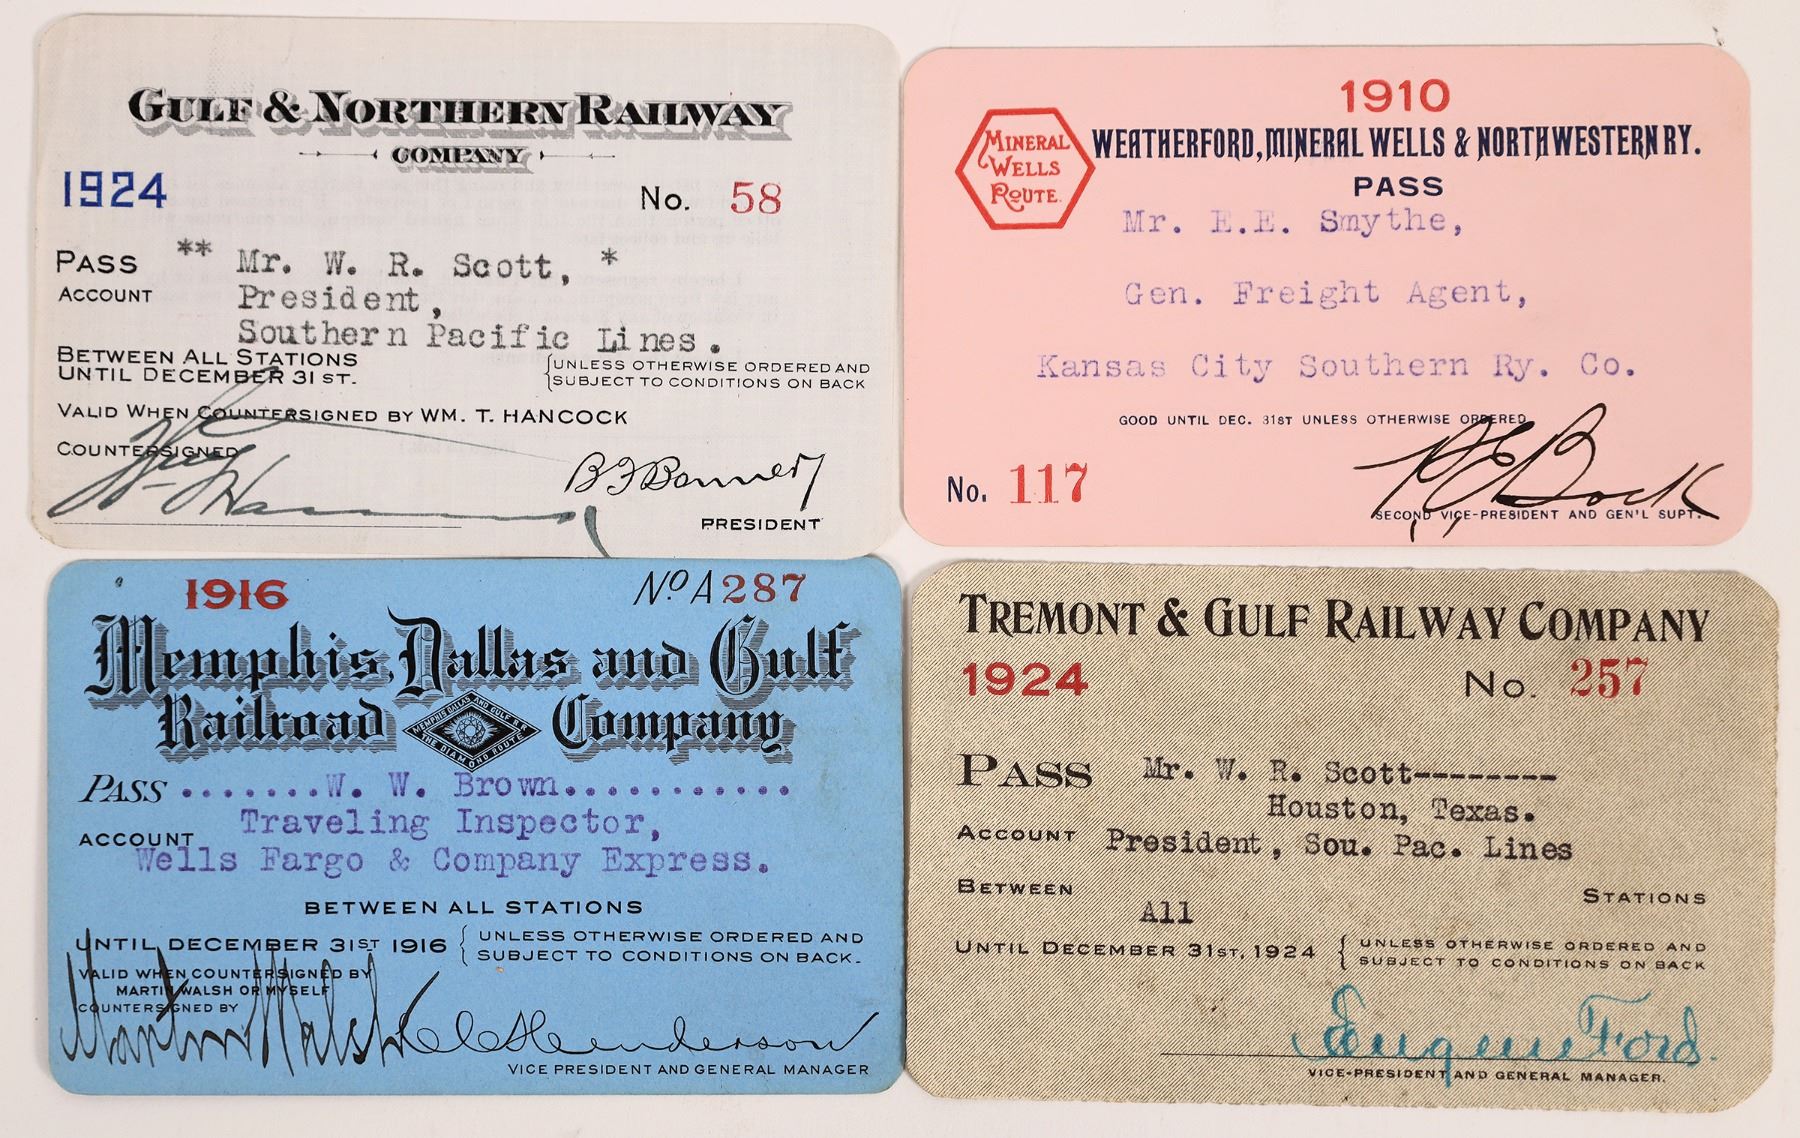 GULF & NORTHERN RAILWAY
COMPANY
1924 No. 58
PASS ** Mr. W. R. Scott, *
ACCOUNT President,
Southern Pacific Lines.
BETWEEN ALL STATIONS
UNTIL DECEMBER 31ST.
UNLESS OTHERWISE ORDERED AND
SUBJECT TO CONDITIONS ON BACK
VALID WHEN COUNTERSIGNED BY WM. T. HANCOCK
COUNTERSIGNED
PRESIDENT
1910
MINERAL
WELLS
ROUTE.
WEATHERFORD, MINERAL WELLS & NORTHWESTERN RY.
PASS
Mr. E.E. Smythe,
Gen. Freight Agent,
Kansas City Southern Ry. Co.
GOOD UNTIL DEC. 31ST UNLESS OTHERWISE ORDERED
No. 117
SECOND VICE-PRESIDENT AND GEN'L SUPT.
1916 No A287
Memphis, Dallas and Gulf
Railroad Company
MEMPHIS DALLAS AND GULF R.R.
"THE DIAMOND ROUTE"
PASS .......W. W. Brown............
ACCOUNT Traveling Inspector,
Wells Fargo & Company Express.
BETWEEN ALL STATIONS
UNTIL DECEMBER 31ST 1916
UNLESS OTHERWISE ORDERED AND
SUBJECT TO CONDITIONS ON BACK.
VALID WHEN COUNTERSIGNED BY
MARTIN WALSH OR MYSELF
COUNTERSIGNED BY
Martin Walsh
Henderson
VICE PRESIDENT AND GENERAL MANAGER
TREMONT & GULF RAILWAY COMPANY
1924 No. 257
PASS Mr. W. R. Scott--------
Houston, Texas.
ACCOUNT President, Sou. Pac. Lines
BETWEEN STATIONS
All
UNTIL DECEMBER 31ST, 1924
UNLESS OTHERWISE ORDERED AND
SUBJECT TO CONDITIONS ON BACK
Eugene Ford.
VICE-PRESIDENT AND GENERAL MANAGER.